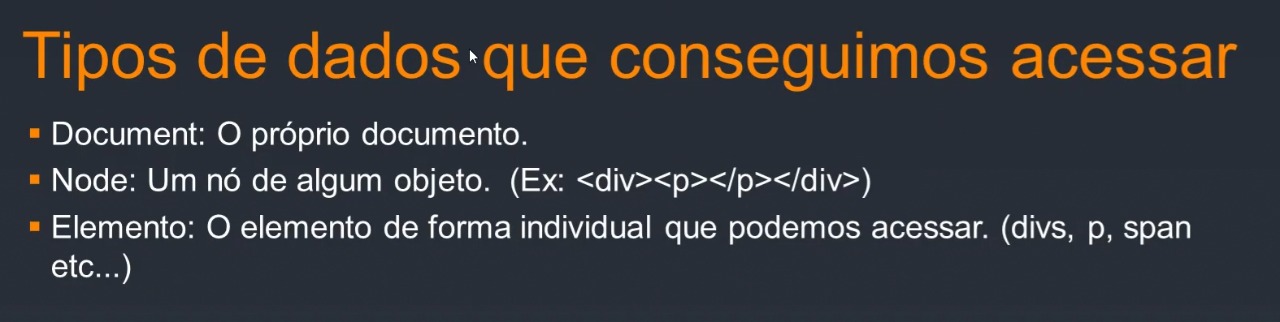 Tipos de dados que conseguimos acessar
▪ Document: O próprio documento.
▪ Node: Um nó de algum objeto.  (Ex: <div><p></p></div>)
▪ Elemento: O elemento de forma individual que podemos acessar. (divs, p, span
etc...)